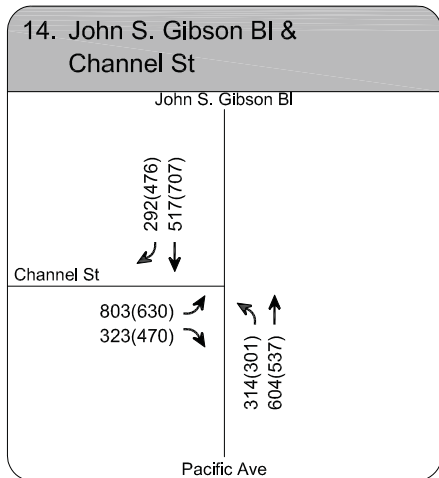 14. John S. Gibson Bl &
Channel St
John S. Gibson Bl
292(476)
517(707)
Channel St
803(630)
323(470)
314(301)
604(537)
Pacific Ave